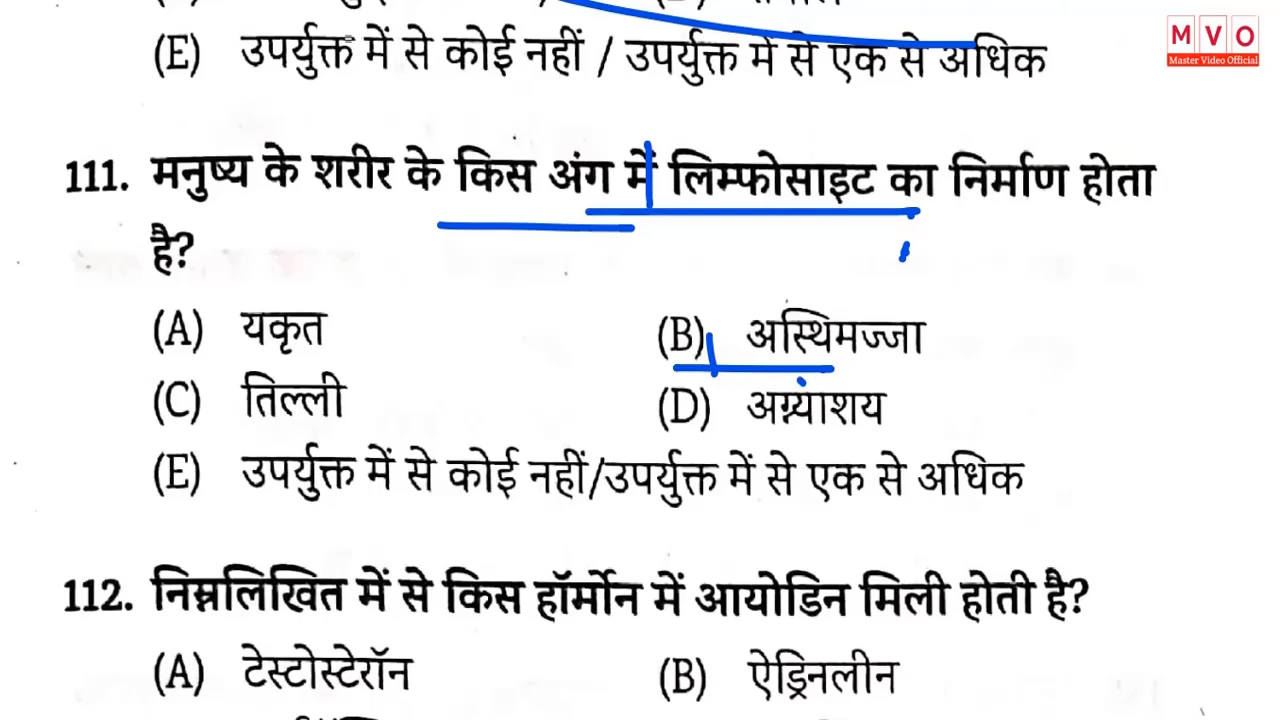 M V O
Master Video Official
(E) उपर्युक्त में से कोई नहीं / उपर्युक्त में से एक से अधिक
111. मनुष्य के शरीर के किस अंग में लिम्फोसाइट का निर्माण होता
है?
(A) यकृत (B) अस्थिमज्जा
(C) तिल्ली (D) अग्न्याशय
(E) उपर्युक्त में से कोई नहीं/उपर्युक्त में से एक से अधिक
112. निम्नलिखित में से किस हॉर्मोन में आयोडिन मिली होती है?
(A) टेस्टोस्टेरॉन (B) ऐड्रिनलीन